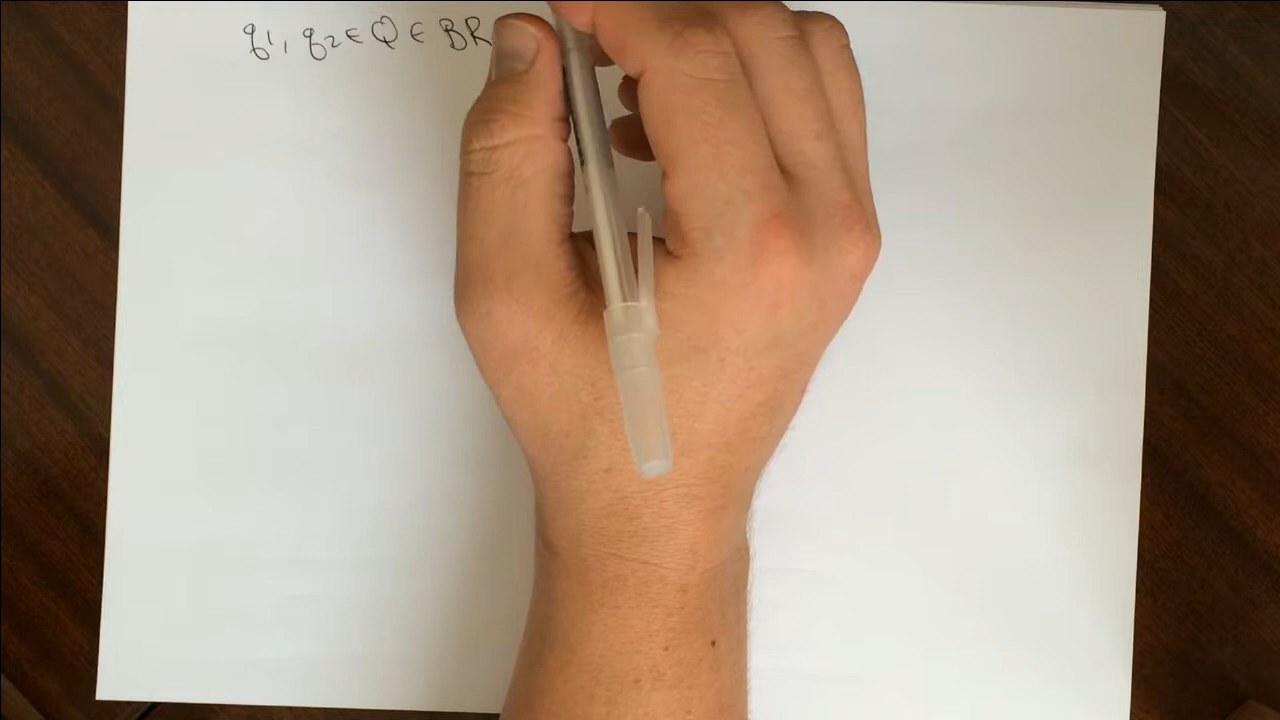 q1, q2 ∈ Q ∈ BR